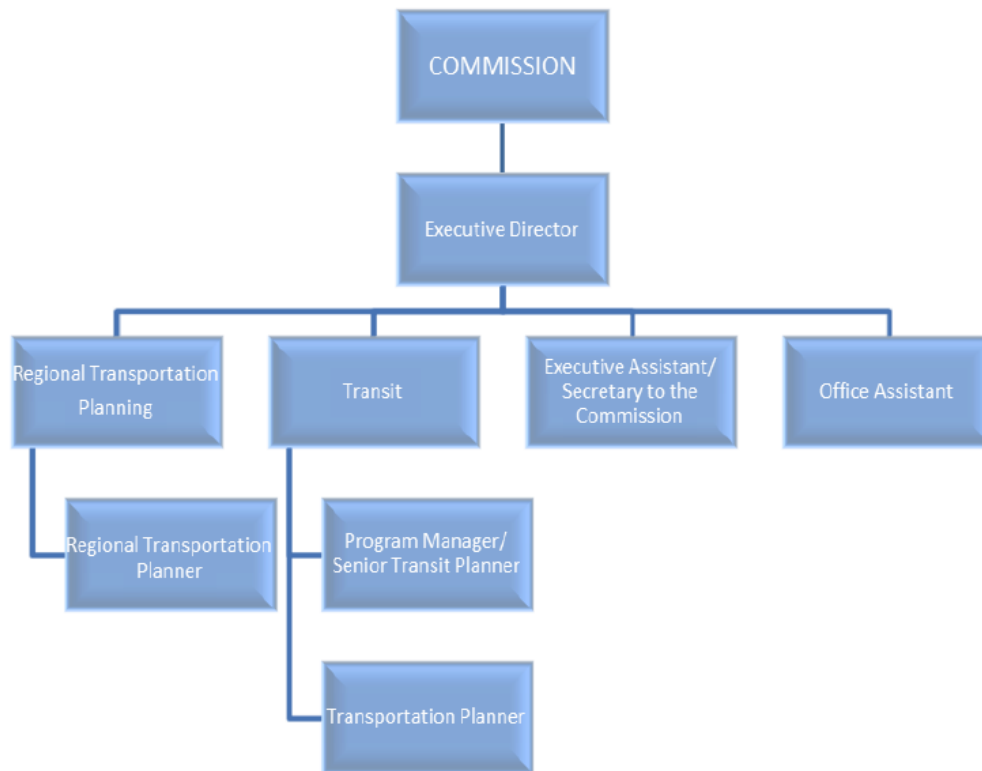 COMMISSION
Executive Director
Regional Transportation
Planning
Transit
Executive Assistant/
Secretary to the
Commission
Office Assistant
Regional Transportation
Planner
Program Manager/
Senior Transit Planner
Transportation Planner